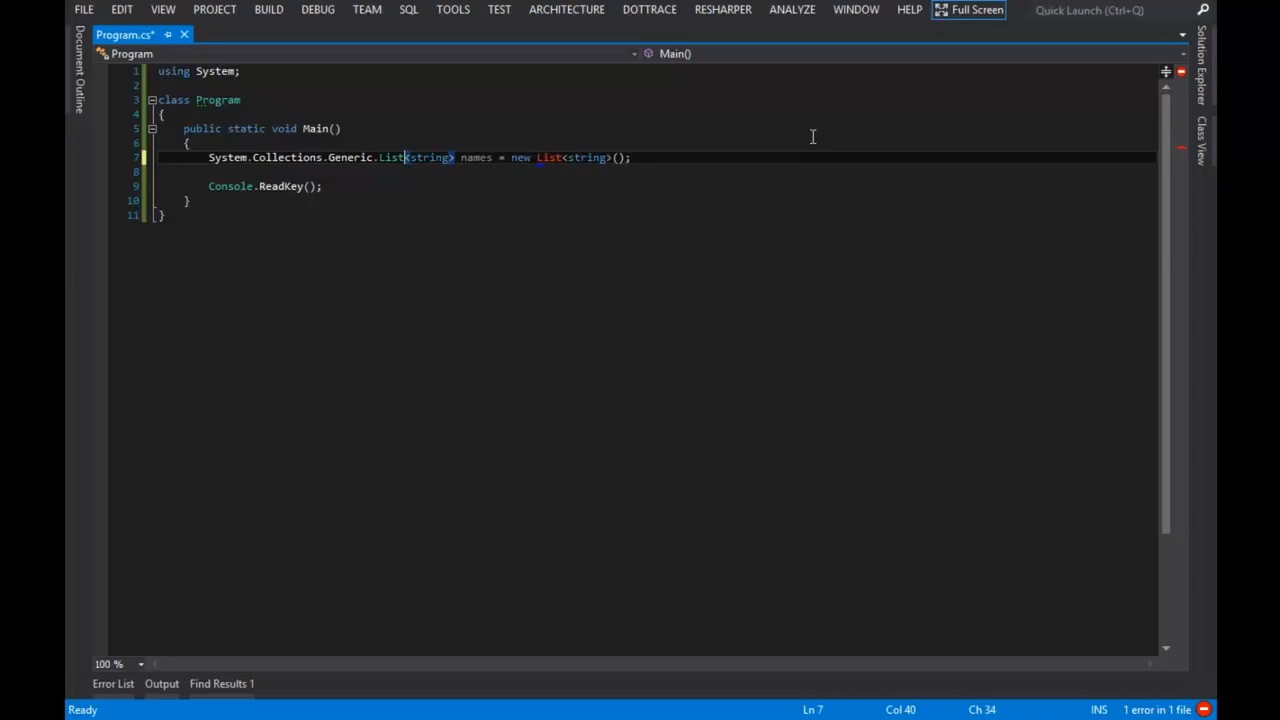 FILE EDIT VIEW PROJECT BUILD DEBUG TEAM SQL TOOLS TEST ARCHITECTURE DOTTRACE RESHARPER ANALYZE WINDOW HELP Full Screen Quick Launch (Ctrl+Q)
Program.cs*
Program Main()
Document Outline
1 using System;
2
3 class Program
4 {
5 public static void Main()
6 {
7 System.Collections.Generic.List<string> names = new List<string>();
8
9 Console.ReadKey();
10 }
11 }
Solution Explorer
Class View
100 %
Error List Output Find Results 1
Ready Ln 7 Col 40 Ch 34 INS 1 error in 1 file